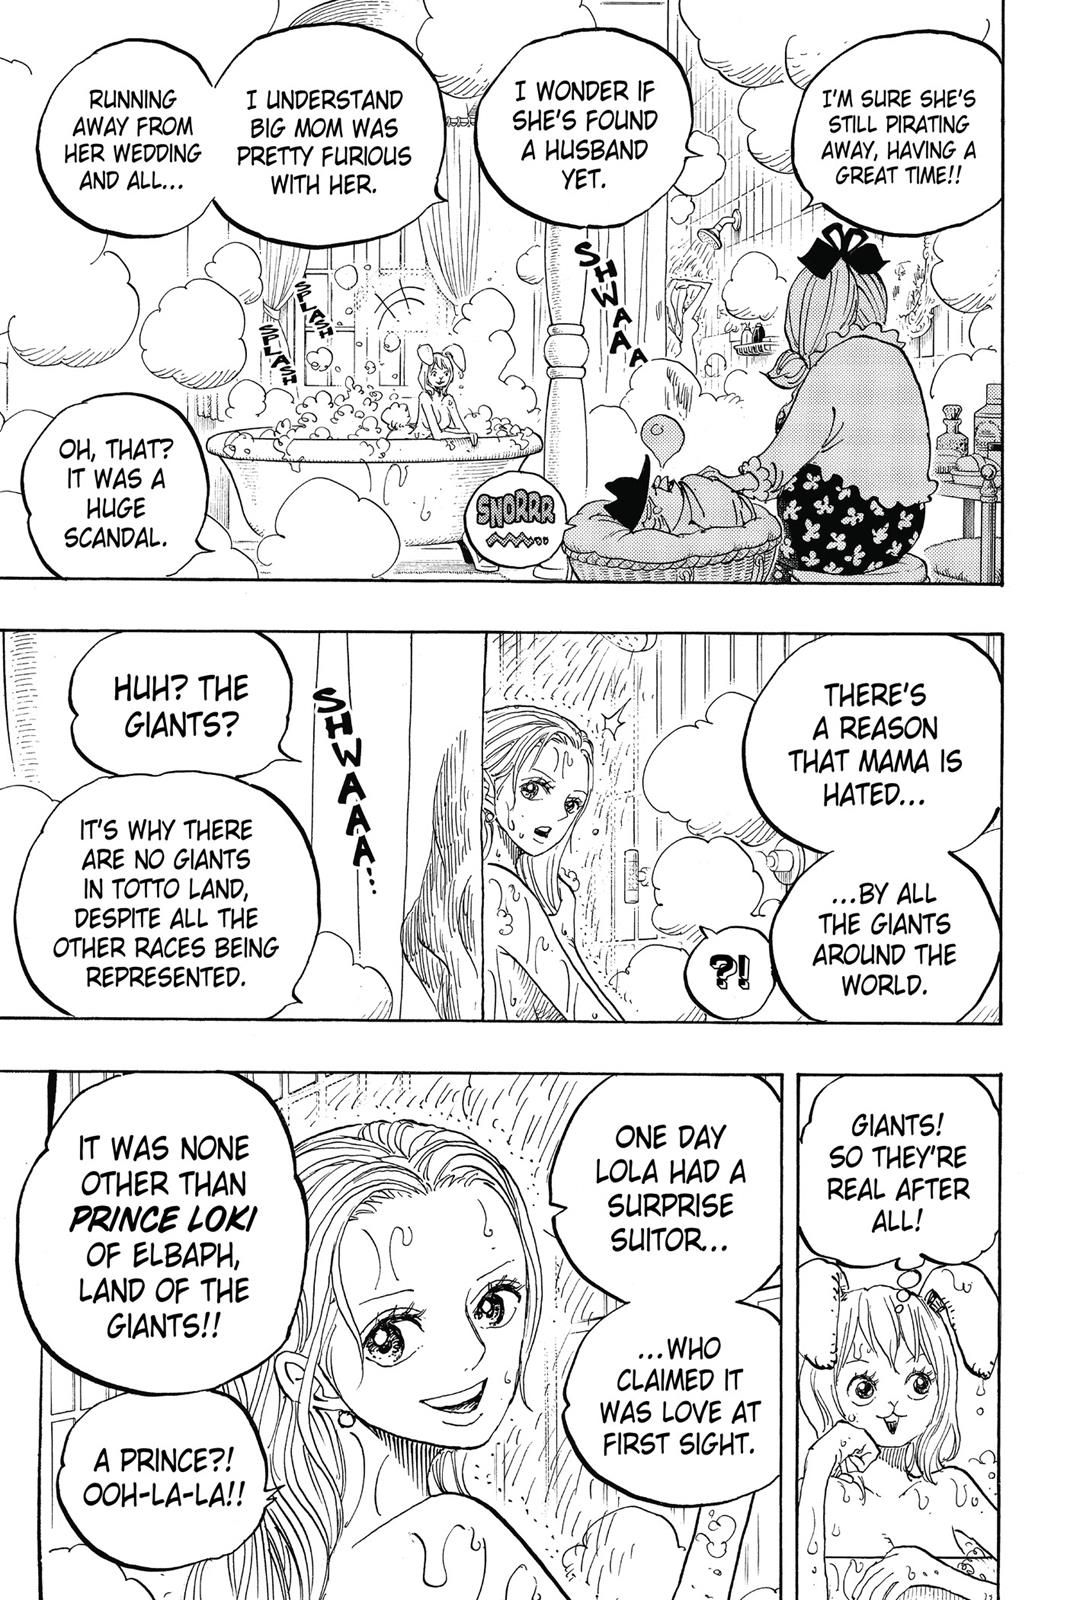 I'M SURE SHE'S
STILL PIRATING
AWAY, HAVING A
GREAT TIME!!
I WONDER IF
SHE'S FOUND
A HUSBAND
YET.
I UNDERSTAND
BIG MOM WAS
PRETTY FURIOUS
WITH HER.
RUNNING
AWAY FROM
HER WEDDING
AND ALL...
SHWAAA
SPLASH
SPLASH
SNORRR
OH, THAT?
IT WAS A
HUGE
SCANDAL.
THERE'S
A REASON
THAT MAMA IS
HATED...
...BY ALL
THE GIANTS
AROUND THE
WORLD.
?!
SHWAAAA...
HUH? THE
GIANTS?
IT'S WHY THERE
ARE NO GIANTS
IN TOTTO LAND,
DESPITE ALL THE
OTHER RACES BEING
REPRESENTED.
GIANTS!
SO THEY'RE
REAL AFTER
ALL!
ONE DAY
LOLA HAD A
SURPRISE
SUITOR...
...WHO
CLAIMED IT
WAS LOVE AT
FIRST SIGHT.
IT WAS NONE
OTHER THAN
PRINCE LOKI
OF ELBAPH,
LAND OF THE
GIANTS!!
A PRINCE?!
OOH-LA-LA!!